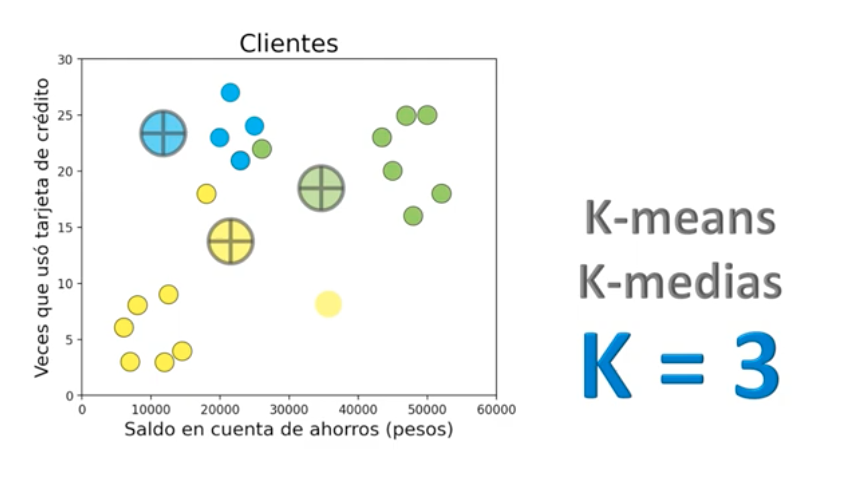 Clientes
Veces que usó tarjeta de crédito
30
25
20
15
10
5
0
0 10000 20000 30000 40000 50000 60000
Saldo en cuenta de ahorros (pesos)
K-means
K-medias
K = 3